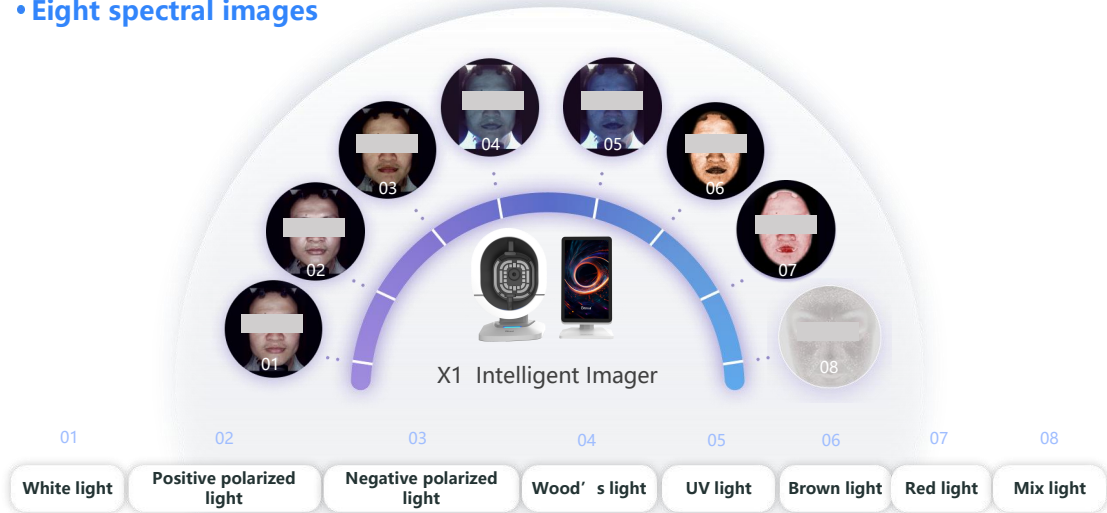 • Eight spectral images
04
05
03
06
02
07
01
08
X1 Intelligent Imager
01 02 03 04 05 06 07 08
White light
Positive polarized
light
Negative polarized
light
Wood’s light
UV light
Brown light
Red light
Mix light